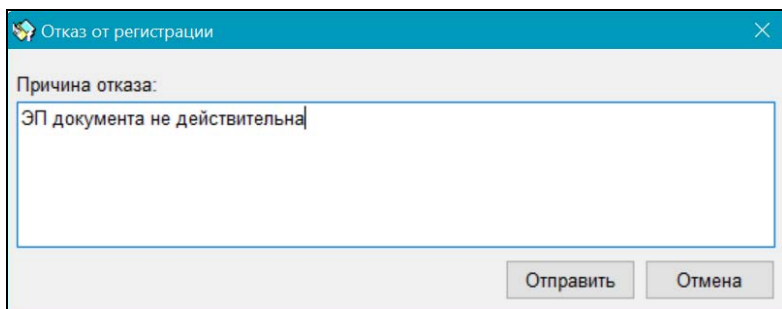 Отказ от регистрации
Причина отказа:
ЭП документа не действительна
Отправить Отмена